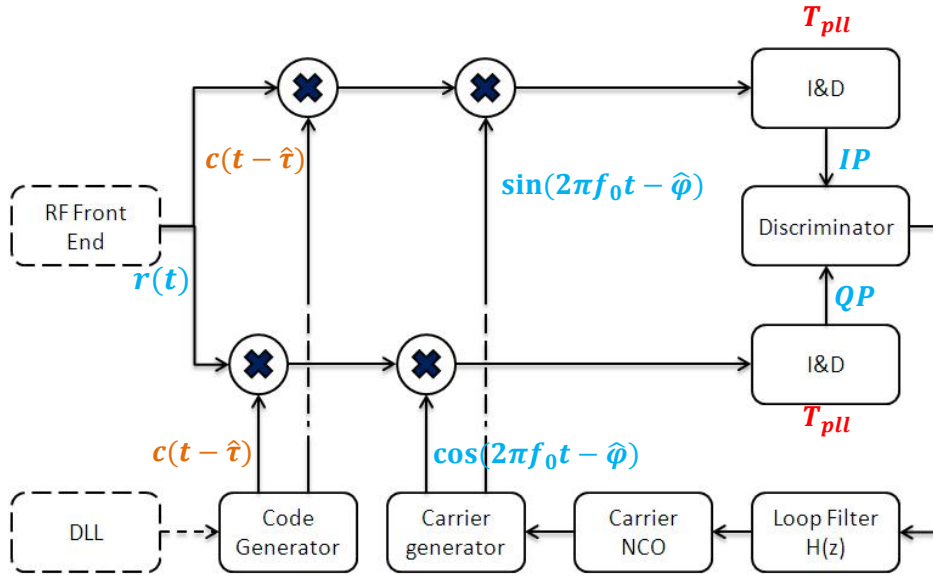 T_pll
I&D
c(t − τ̂)
IP
sin(2πf₀t − φ̂)
RF Front
End
Discriminator
r(t)
QP
I&D
T_pll
c(t − τ̂)
cos(2πf₀t − φ̂)
DLL
Code
Generator
Carrier
generator
Carrier
NCO
Loop Filter
H(z)